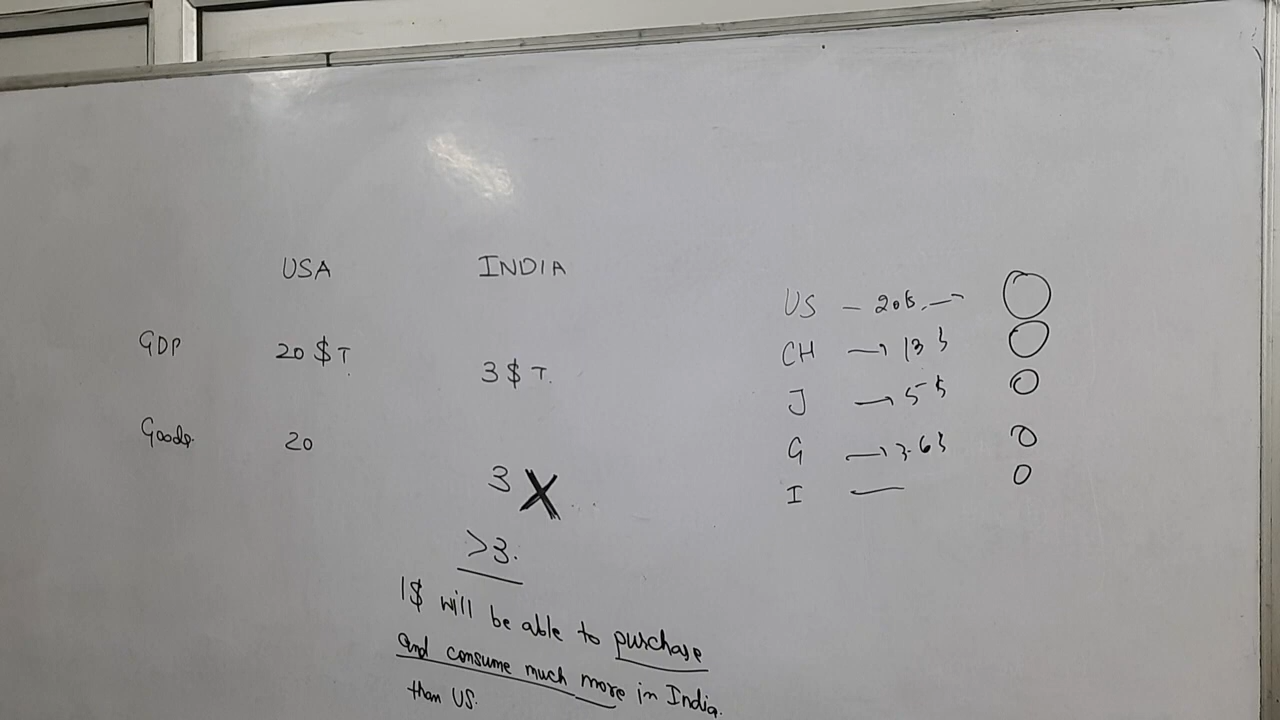 USA INDIA
GDP 20 $ T. 3 $ T.
Goods. 20
3 X
>3.
1$ will be able to purchase
and consume much more in India.
than US.
US –
CH → 13 $
J → 5 $
G → 3.6 $
I —